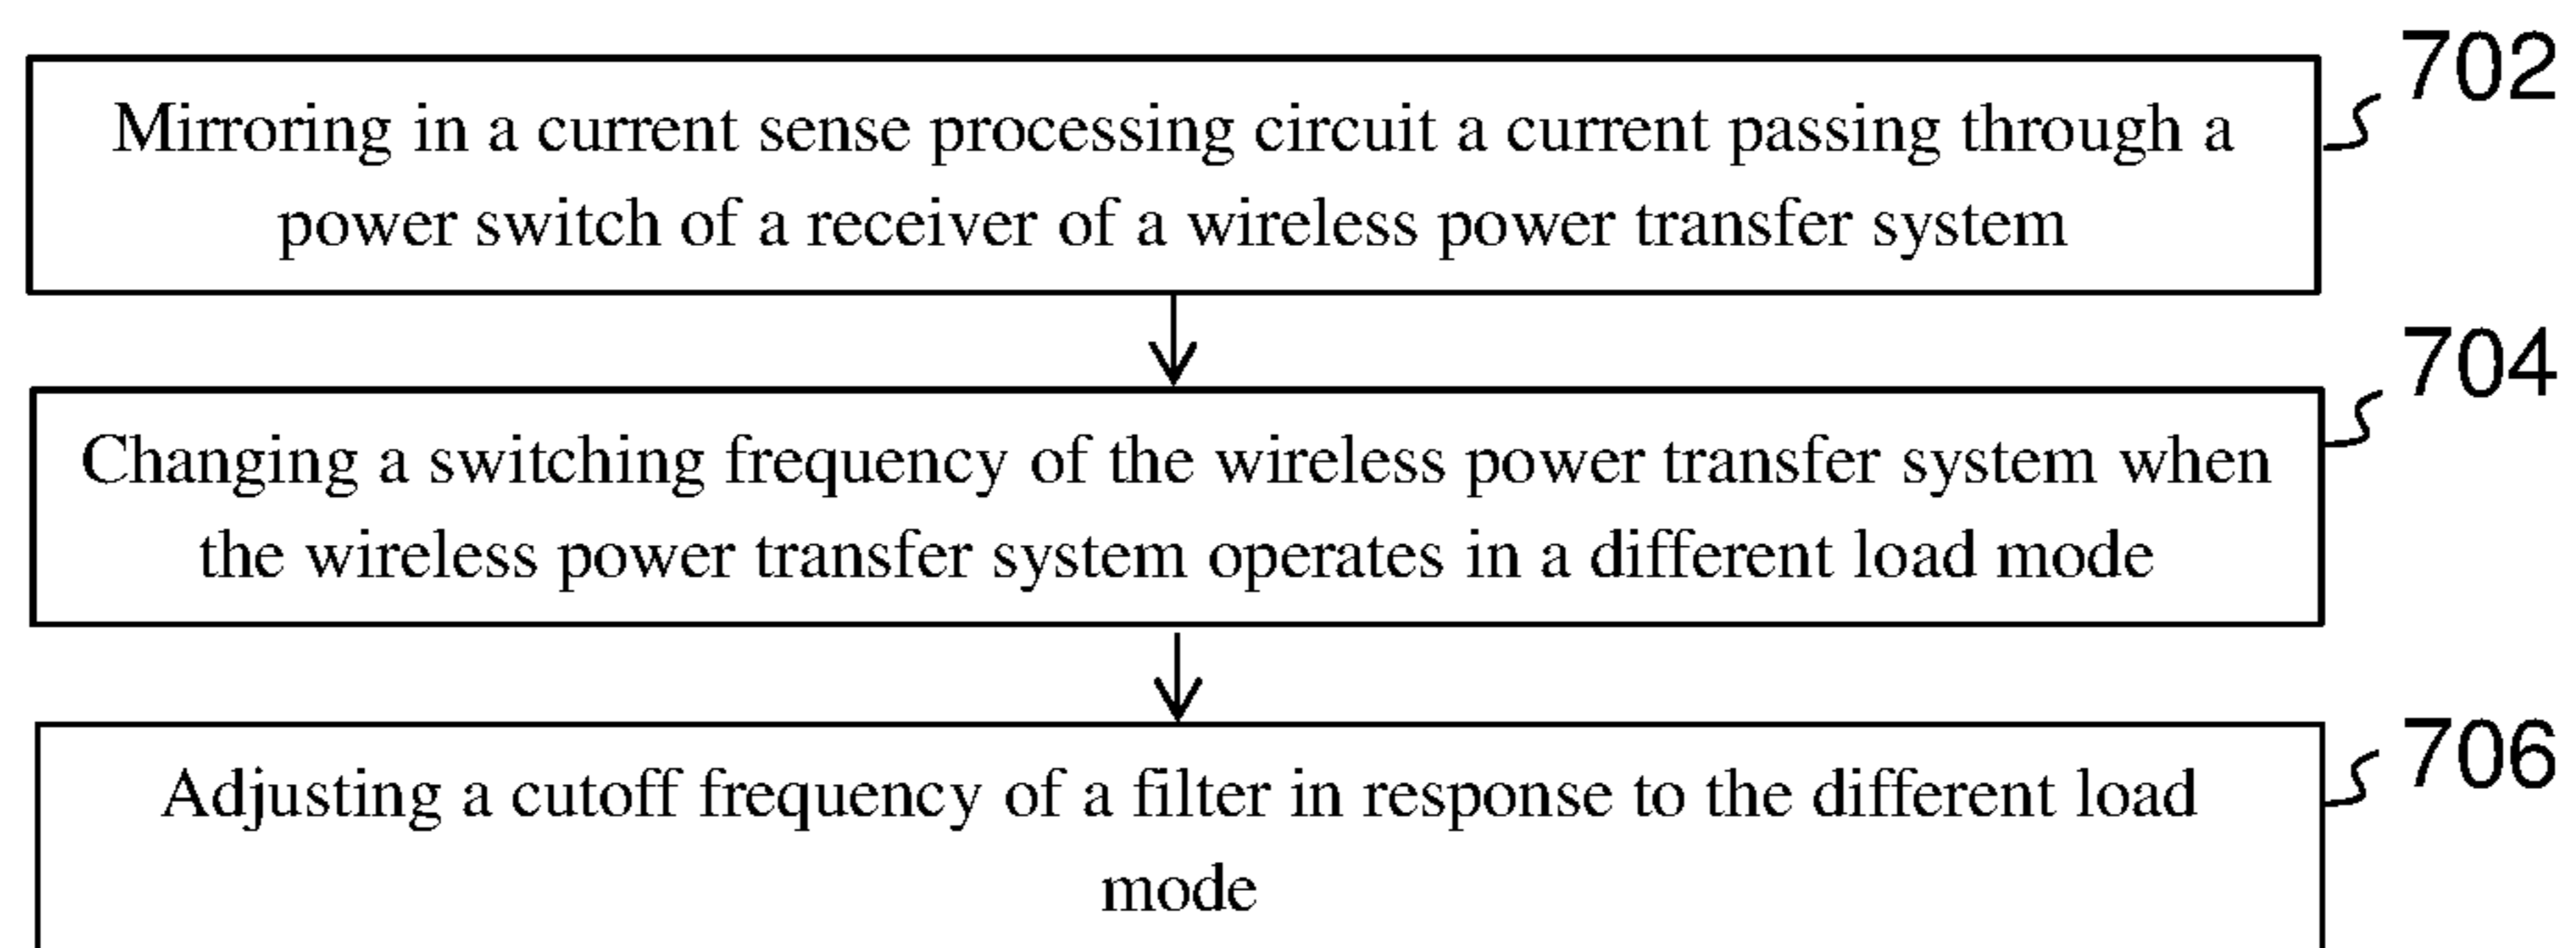 702
Mirroring in a current sense processing circuit a current passing through a
power switch of a receiver of a wireless power transfer system
704
Changing a switching frequency of the wireless power transfer system when
the wireless power transfer system operates in a different load mode
706
Adjusting a cutoff frequency of a filter in response to the different load
mode